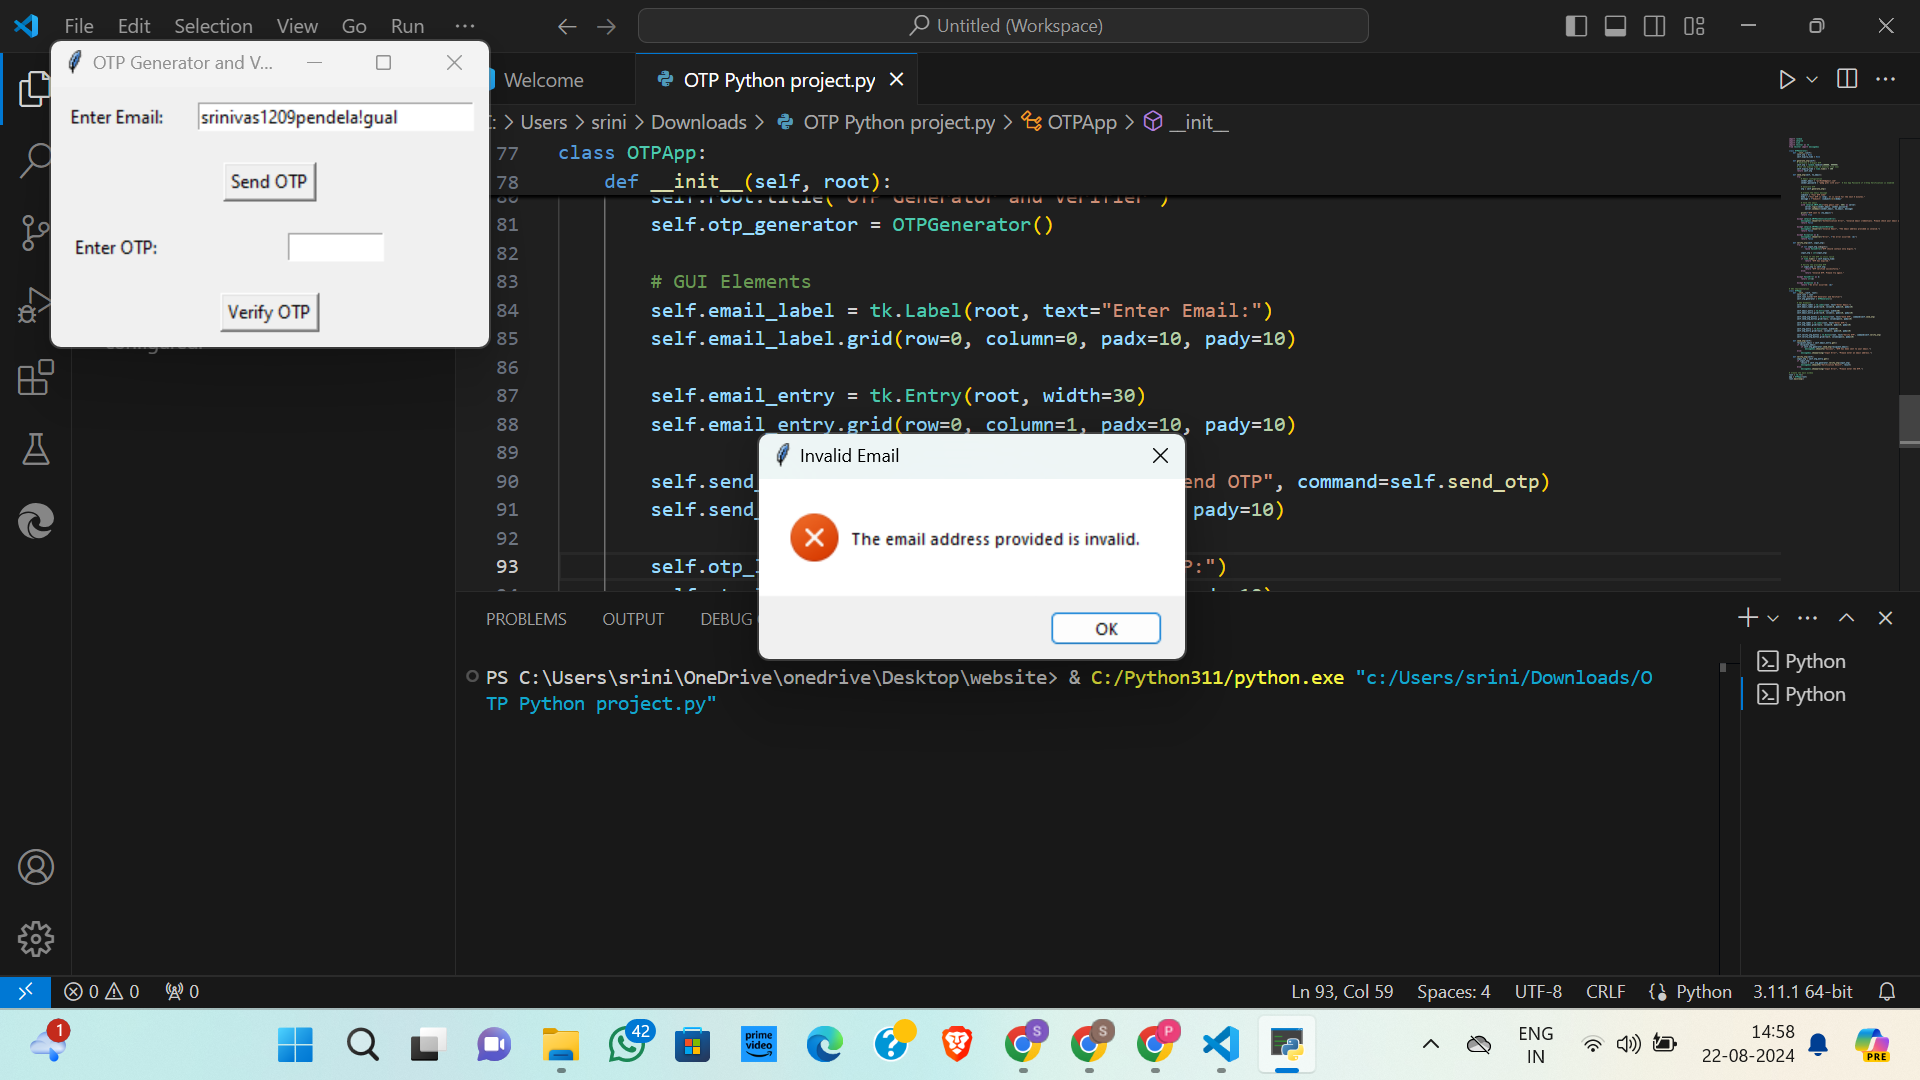 File Edit Selection View Go Run ...
Untitled (Workspace)
OTP Generator and V...
Enter Email: srinivas1209pendela!gual
Send OTP
Enter OTP:
Verify OTP
Welcome
OTP Python project.py
> Users > srini > Downloads > OTP Python project.py > OTPApp > __init__
77 class OTPApp:
78 def __init__(self, root):
81 self.otp_generator = OTPGenerator()
82
83 # GUI Elements
84 self.email_label = tk.Label(root, text="Enter Email:")
85 self.email_label.grid(row=0, column=0, padx=10, pady=10)
86
87 self.email_entry = tk.Entry(root, width=30)
88 self.email_entry.grid(row=0, column=1, padx=10, pady=10)
89
90 self.send_ end OTP", command=self.send_otp)
91 self.send_ pady=10)
92
93 self.otp_l P:")
Invalid Email
The email address provided is invalid.
OK
PROBLEMS OUTPUT DEBUG
PS C:\Users\srini\OneDrive\onedrive\Desktop\website> & C:/Python311/python.exe "c:/Users/srini/Downloads/O
TP Python project.py"
Python
Python
0 0 0
Ln 93, Col 59 Spaces: 4 UTF-8 CRLF Python 3.11.1 64-bit
1
42
prime video
S
S
P
ENG
IN
14:58
22-08-2024
PRE